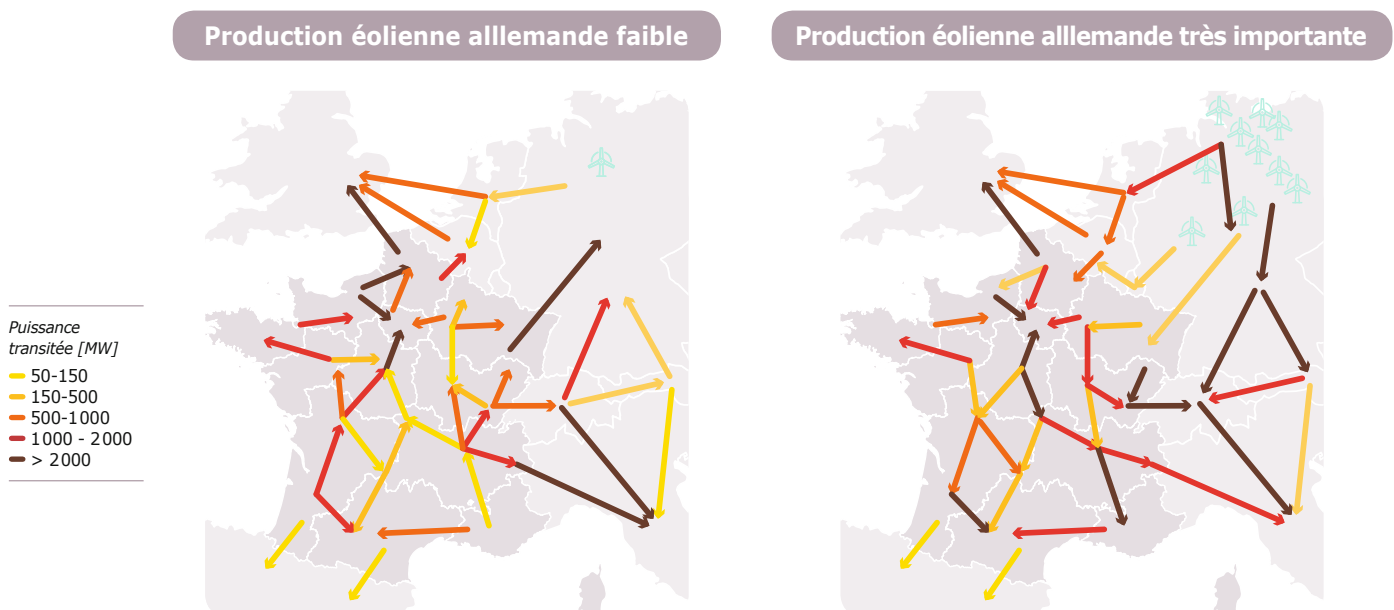 Production éolienne alllemande faible
Production éolienne alllemande très importante
Puissance
transitée [MW]
50-150
150-500
500-1000
1000 - 2000
> 2000